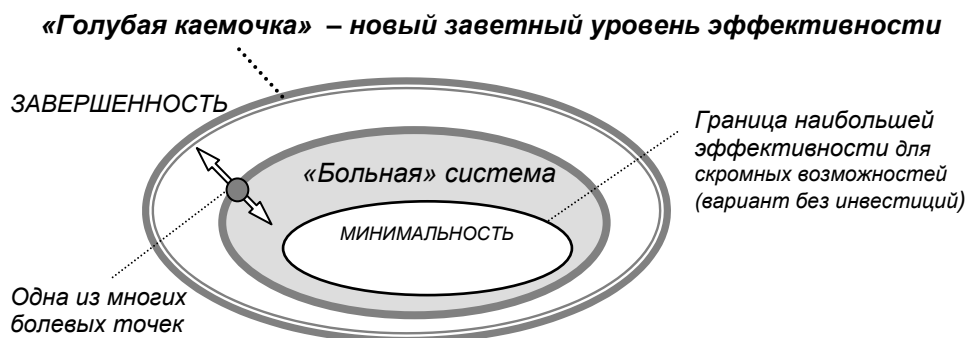 «Голубая каемочка» – новый заветный уровень эффективности
ЗАВЕРШЕННОСТЬ
Граница наибольшей
эффективности для
скромных возможностей
(вариант без инвестиций)
«Больная» система
МИНИМАЛЬНОСТЬ
Одна из многих
болевых точек